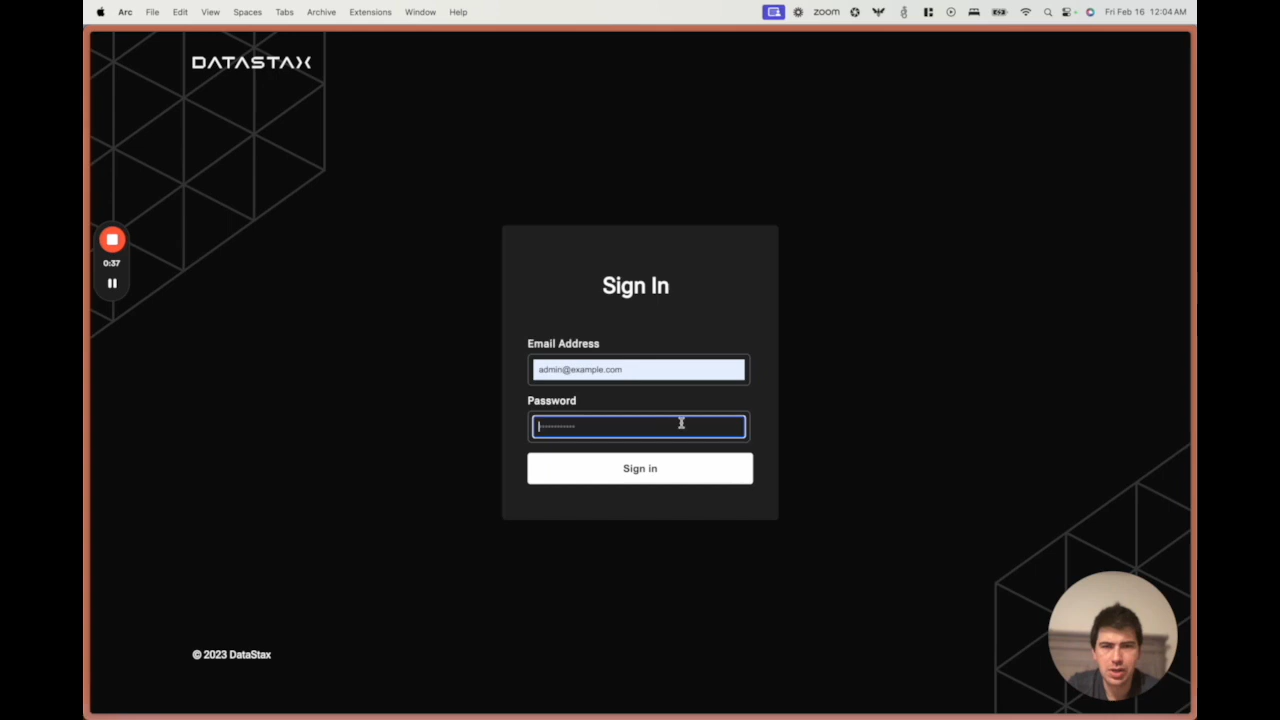 Arc File Edit View Spaces Tabs Archive Extensions Window Help zoom Fri Feb 16 12:04 AM
DATASTAX
0:37
Sign In
Email Address
admin@example.com
Password
Sign in
© 2023 DataStax